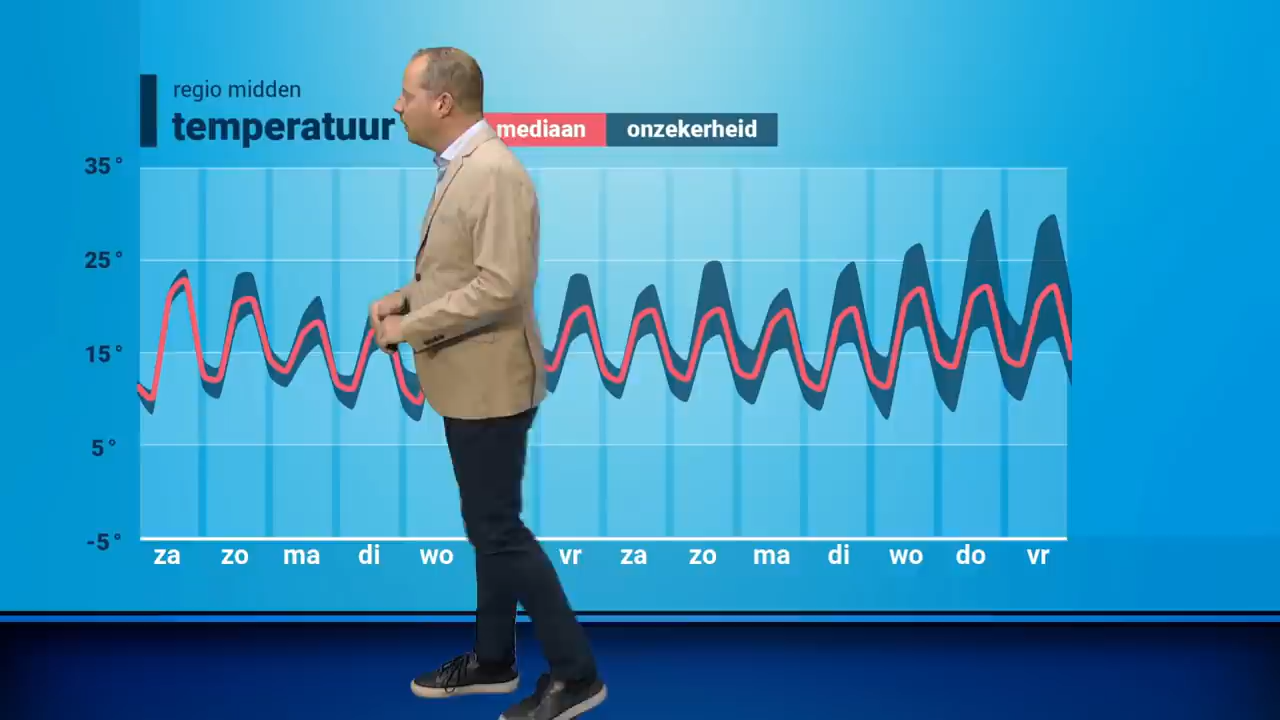 regio midden
temperatuur
mediaan onzekerheid
35°
25°
15°
5°
-5°
za zo ma di wo vr za zo ma di wo do vr